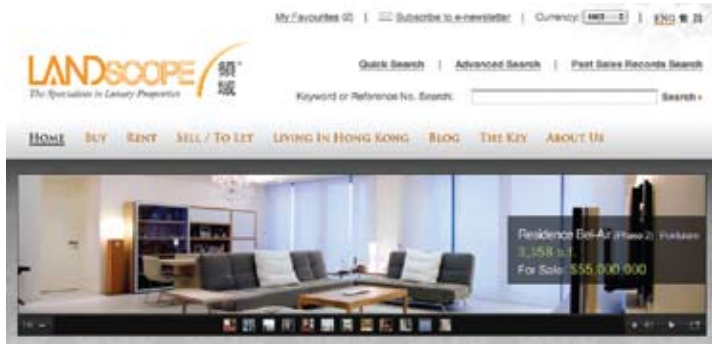 My Favourites | Subscribe to e-newsletter | Currency: HK$ | ENG 繁 简
LANDSCOPE 領域
The Specialists in Luxury Properties
Quick Search | Advanced Search | Past Sales Records Search
Keyword or Reference No. Search: Search
HOME BUY RENT SELL / TO LET LIVING IN HONG KONG BLOG THE KEY ABOUT US
Residence Bel-Air (Phase 2) Pokfulam
3,358 s.f.
For Sale: $55,000,000